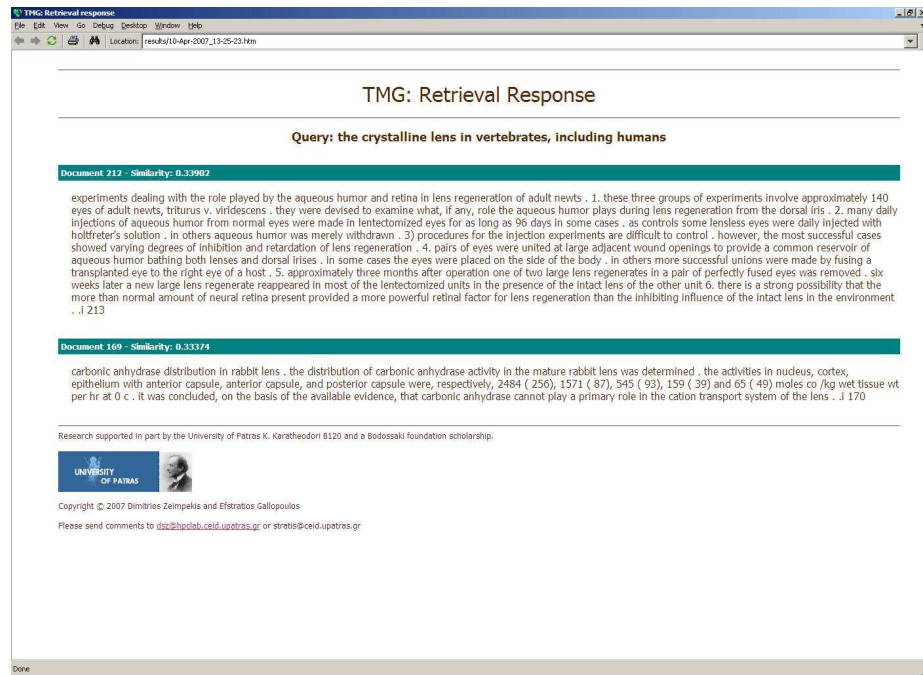 TMG: Retrieval response
File Edit View Go Debug Desktop Window Help
Location: results/10-Apr-2007_13-25-23.htm
TMG: Retrieval Response
Query: the crystalline lens in vertebrates, including humans
Document 212 - Similarity: 0.33902
experiments dealing with the role played by the aqueous humor and retina in lens regeneration of adult newts . 1. these three groups of experiments involve approximately 140
eyes of adult newts, triturus v. viridescens . they were devised to examine what, if any, role the aqueous humor plays during lens regeneration from the dorsal iris . 2. many daily
injections of aqueous humor from normal eyes were made in lentectomized eyes for as long as 96 days in some cases . as controls some lensless eyes were daily injected with
holtfreter's solution . in others aqueous humor was merely withdrawn . 3) procedures for the injection experiments are difficult to control . however, the most successful cases
showed varying degrees of inhibition and retardation of lens regeneration . 4. pairs of eyes were united at large adjacent wound openings to provide a common reservoir of
aqueous humor bathing both lenses and dorsal irises . in some cases the eyes were placed on the side of the body . in others more successful unions were made by fusing a
transplanted eye to the right eye of a host . 5. approximately three months after operation one of two large lens regenerates in a pair of perfectly fused eyes was removed . six
weeks later a new large lens regenerate reappeared in most of the lentectomized units in the presence of the intact lens of the other unit 6. there is a strong possibility that the
more than normal amount of neural retina present provided a more powerful retinal factor for lens regeneration than the inhibiting influence of the intact lens in the environment
. .i 213
Document 169 - Similarity: 0.33374
carbonic anhydrase distribution in rabbit lens . the distribution of carbonic anhydrase activity in the mature rabbit lens was determined . the activities in nucleus, cortex,
epithelium with anterior capsule, anterior capsule, and posterior capsule were, respectively, 2484 ( 256), 1571 ( 87), 545 ( 93), 159 ( 39) and 65 ( 49) moles co /kg wet tissue wt
per hr at 0 c . it was concluded, on the basis of the available evidence, that carbonic anhydrase cannot play a primary role in the cation transport system of the lens . .i 170
Research supported in part by the University of Patras K. Karatheodori B120 and a Bodossaki foundation scholarship.
UNIVERSITY
OF PATRAS
Copyright © 2007 Dimitrios Zeimpekis and Efstratios Gallopoulos
Please send comments to dsz@hpclab.ceid.upatras.gr or stratis@ceid.upatras.gr
Done